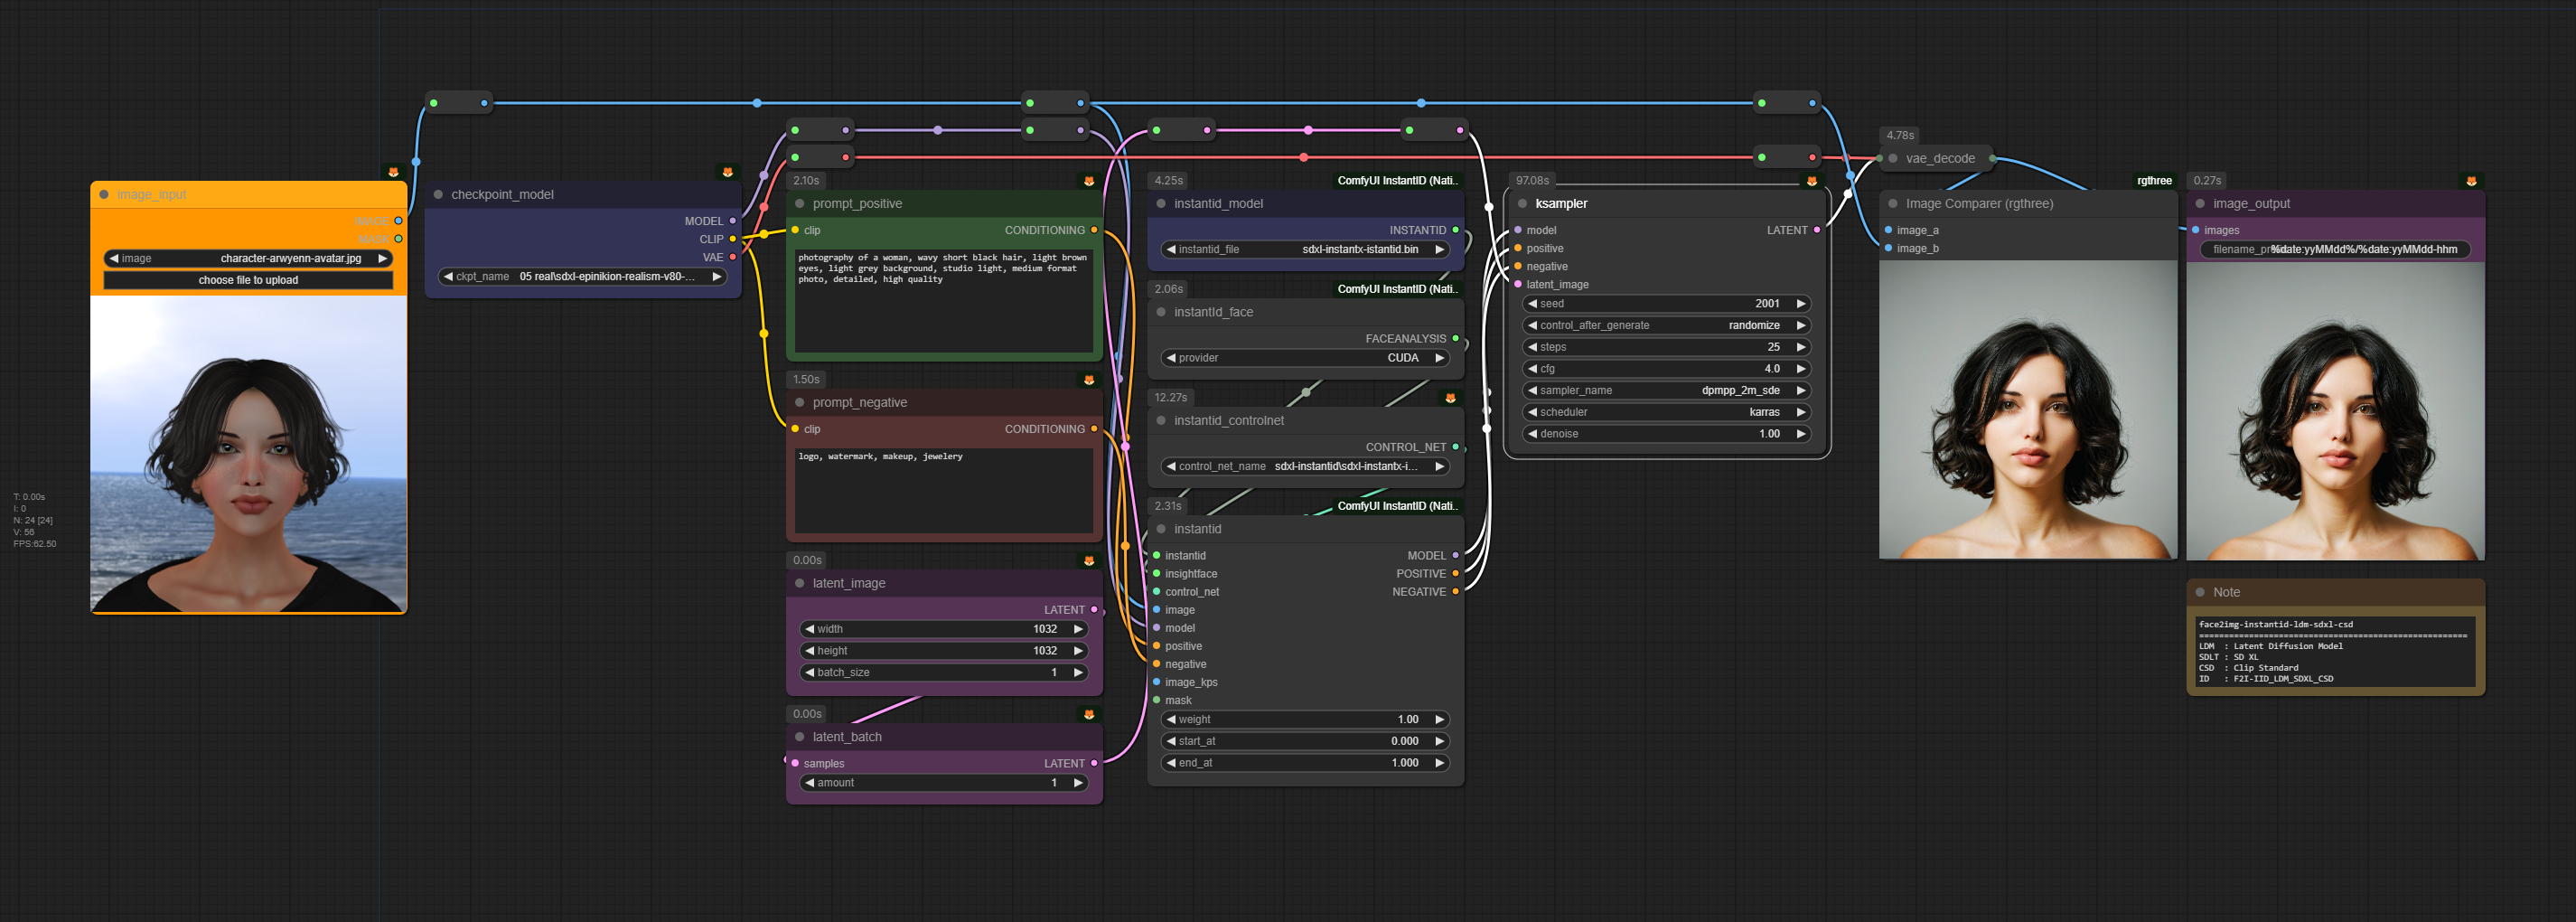 image_input
IMAGE
MASK
image character-arwyenn-avatar.jpg
choose file to upload
T: 0.00s
I: 0
N: 24 [24]
V: 56
FPS:62.50
checkpoint_model
MODEL
CLIP
VAE
ckpt_name 05 real\sdxl-epinikion-realism-v80-...
2.10s
prompt_positive
clip CONDITIONING
photography of a woman, wavy short black hair, light brown
eyes, light grey background, studio light, medium format
photo, detailed, high quality
1.50s
prompt_negative
clip CONDITIONING
logo, watermark, makeup, jewelery
0.00s
latent_image
LATENT
width 1032
height 1032
batch_size 1
0.00s
latent_batch
samples LATENT
amount 1
4.25s ComfyUI InstantID (Nati..
instantid_model
INSTANTID
instantid_file sdxl-instantx-istantid.bin
2.06s ComfyUI InstantID (Nati..
instantId_face
FACEANALYSIS
provider CUDA
12.27s
instantid_controlnet
CONTROL_NET
control_net_name sdxl-instantid\sdxl-instantx-i...
2.31s ComfyUI InstantID (Nati..
instantid
instantid MODEL
insightface POSITIVE
control_net NEGATIVE
image
model
positive
negative
image_kps
mask
weight 1.00
start_at 0.000
end_at 1.000
97.08s
ksampler
model LATENT
positive
negative
latent_image
seed 2001
control_after_generate randomize
steps 25
cfg 4.0
sampler_name dpmpp_2m_sde
scheduler karras
denoise 1.00
4.78s
vae_decode
rgthree
Image Comparer (rgthree)
image_a
image_b
0.27s
image_output
images
filename_pr %date:yyMMdd%/%date:yyMMdd-hhm
Note
face2img-instantid-ldm-sdxl-csd
======================================================
LDM : Latent Diffusion Model
SDLT : SD XL
CSD : Clip Standard
ID : F2I-IID_LDM_SDXL_CSD